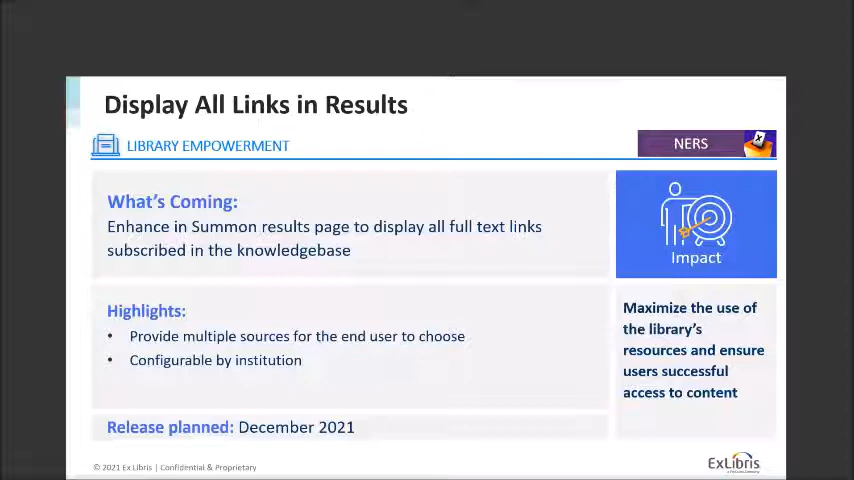 Display All Links in Results
LIBRARY EMPOWERMENT
NERS
What's Coming:
Enhance in Summon results page to display all full text links
subscribed in the knowledgebase
Impact
Highlights:
• Provide multiple sources for the end user to choose
• Configurable by institution
Maximize the use of
the library's
resources and ensure
users successful
access to content
Release planned: December 2021
© 2021 Ex Libris | Confidential & Proprietary
ExLibris